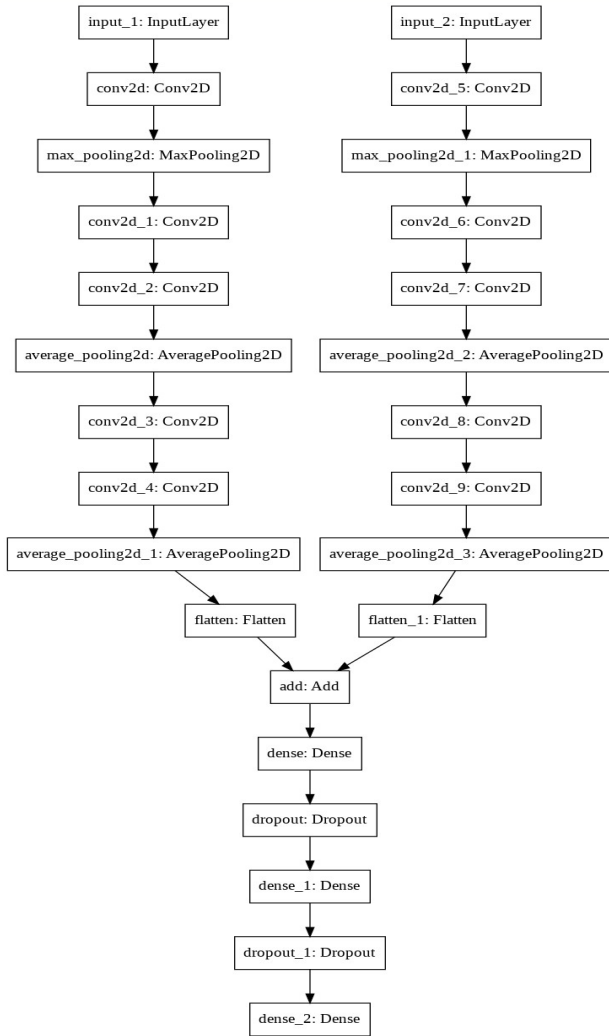 input_1: InputLayer
input_2: InputLayer
conv2d: Conv2D
conv2d_5: Conv2D
max_pooling2d: MaxPooling2D
max_pooling2d_1: MaxPooling2D
conv2d_1: Conv2D
conv2d_6: Conv2D
conv2d_2: Conv2D
conv2d_7: Conv2D
average_pooling2d: AveragePooling2D
average_pooling2d_2: AveragePooling2D
conv2d_3: Conv2D
conv2d_8: Conv2D
conv2d_4: Conv2D
conv2d_9: Conv2D
average_pooling2d_1: AveragePooling2D
average_pooling2d_3: AveragePooling2D
flatten: Flatten
flatten_1: Flatten
add: Add
dense: Dense
dropout: Dropout
dense_1: Dense
dropout_1: Dropout
dense_2: Dense